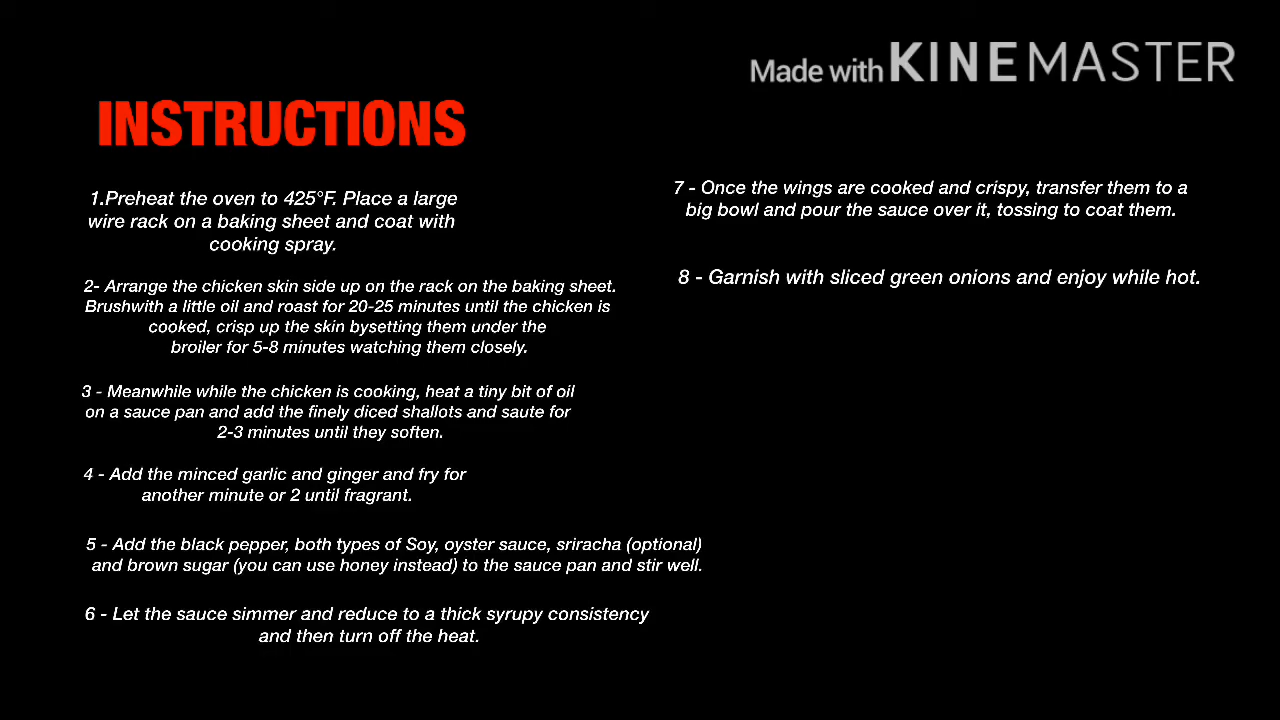 Made with KINEMASTER
INSTRUCTIONS
1.Preheat the oven to 425°F. Place a large
wire rack on a baking sheet and coat with
cooking spray.
2- Arrange the chicken skin side up on the rack on the baking sheet.
Brushwith a little oil and roast for 20-25 minutes until the chicken is
cooked, crisp up the skin bysetting them under the
broiler for 5-8 minutes watching them closely.
3 - Meanwhile while the chicken is cooking, heat a tiny bit of oil
on a sauce pan and add the finely diced shallots and saute for
2-3 minutes until they soften.
4 - Add the minced garlic and ginger and fry for
another minute or 2 until fragrant.
5 - Add the black pepper, both types of Soy, oyster sauce, sriracha (optional)
and brown sugar (you can use honey instead) to the sauce pan and stir well.
6 - Let the sauce simmer and reduce to a thick syrupy consistency
and then turn off the heat.
7 - Once the wings are cooked and crispy, transfer them to a
big bowl and pour the sauce over it, tossing to coat them.
8 - Garnish with sliced green onions and enjoy while hot.